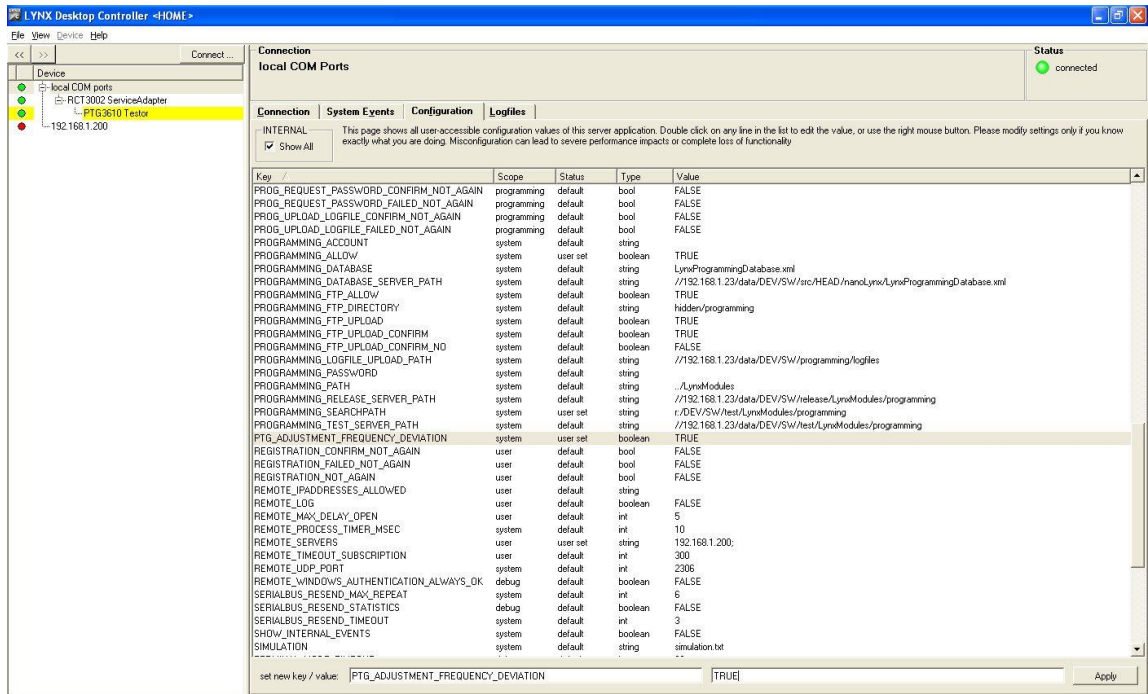 LYNX Desktop Controller <HOME>
File View Device Help
<< >> Connect ...
Device
local COM ports
RCT3002 ServiceAdapter
PTG3610 Testor
192.168.1.200
Connection
local COM Ports
Status
connected
Connection System Events Configuration Logfiles
INTERNAL
Show All
This page shows all user-accessible configuration values of this server application. Double click on any line in the list to edit the value, or use the right mouse button. Please modify settings only if you know
exactly what you are doing. Misconfiguration can lead to severe performance impacts or complete loss of functionality
Key Scope Status Type Value
PROG_REQUEST_PASSWORD_CONFIRM_NOT_AGAIN programming default bool FALSE
PROG_REQUEST_PASSWORD_FAILED_NOT_AGAIN programming default bool FALSE
PROG_UPLOAD_LOGFILE_CONFIRM_NOT_AGAIN programming default bool FALSE
PROG_UPLOAD_LOGFILE_FAILED_NOT_AGAIN programming default bool FALSE
PROGRAMMING_ACCOUNT system default string
PROGRAMMING_ALLOW system user set boolean TRUE
PROGRAMMING_DATABASE system default string LynxProgrammingDatabase.xml
PROGRAMMING_DATABASE_SERVER_PATH system default string //192.168.1.23/data/DEV/SW/src/HEAD/nanoLynx/LynxProgrammingDatabase.xml
PROGRAMMING_FTP_ALLOW system default boolean TRUE
PROGRAMMING_FTP_DIRECTORY system default string hidden/programming
PROGRAMMING_FTP_UPLOAD system default boolean TRUE
PROGRAMMING_FTP_UPLOAD_CONFIRM system default boolean TRUE
PROGRAMMING_FTP_UPLOAD_CONFIRM_NO system default boolean FALSE
PROGRAMMING_LOGFILE_UPLOAD_PATH system default string //192.168.1.23/data/DEV/SW/programming/logfiles
PROGRAMMING_PASSWORD system default string
PROGRAMMING_PATH system default string ../LynxModules
PROGRAMMING_RELEASE_SERVER_PATH system default string //192.168.1.23/data/DEV/SW/release/LynxModules/programming
PROGRAMMING_SEARCHPATH system user set string r:/DEV/SW/test/LynxModules/programming
PROGRAMMING_TEST_SERVER_PATH system default string //192.168.1.23/data/DEV/SW/test/LynxModules/programming
PTG_ADJUSTMENT_FREQUENCY_DEVIATION system user set boolean TRUE
REGISTRATION_CONFIRM_NOT_AGAIN user default bool FALSE
REGISTRATION_FAILED_NOT_AGAIN user default bool FALSE
REGISTRATION_NOT_AGAIN user default bool FALSE
REMOTE_IPADDRESSES_ALLOWED user default string
REMOTE_LOG user default boolean FALSE
REMOTE_MAX_DELAY_OPEN user default int 5
REMOTE_PROCESS_TIMER_MSEC system default int 10
REMOTE_SERVERS user user set string 192.168.1.200;
REMOTE_TIMEOUT_SUBSCRIPTION user default int 300
REMOTE_UDP_PORT system default int 2306
REMOTE_WINDOWS_AUTHENTICATION_ALWAYS_OK debug default boolean FALSE
SERIALBUS_RESEND_MAX_REPEAT system default int 6
SERIALBUS_RESEND_STATISTICS debug default boolean FALSE
SERIALBUS_RESEND_TIMEOUT system default int 3
SHOW_INTERNAL_EVENTS system default boolean FALSE
SIMULATION system default string simulation.txt
set new key / value: PTG_ADJUSTMENT_FREQUENCY_DEVIATION TRUE Apply